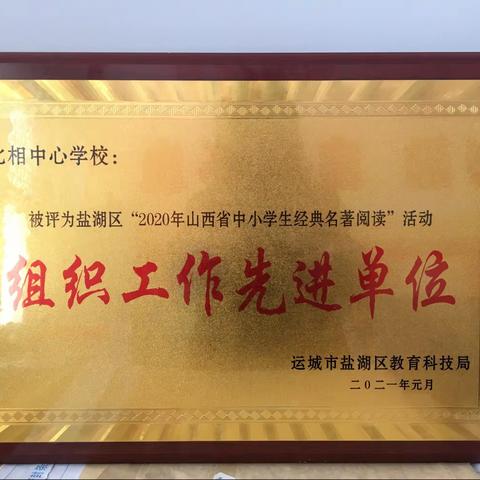 北相中心学校：
被评为盐湖区“2020年山西省中小学生经典名著阅读”活动
组织工作先进单位
运城市盐湖区教育科技局
二〇二一年元月